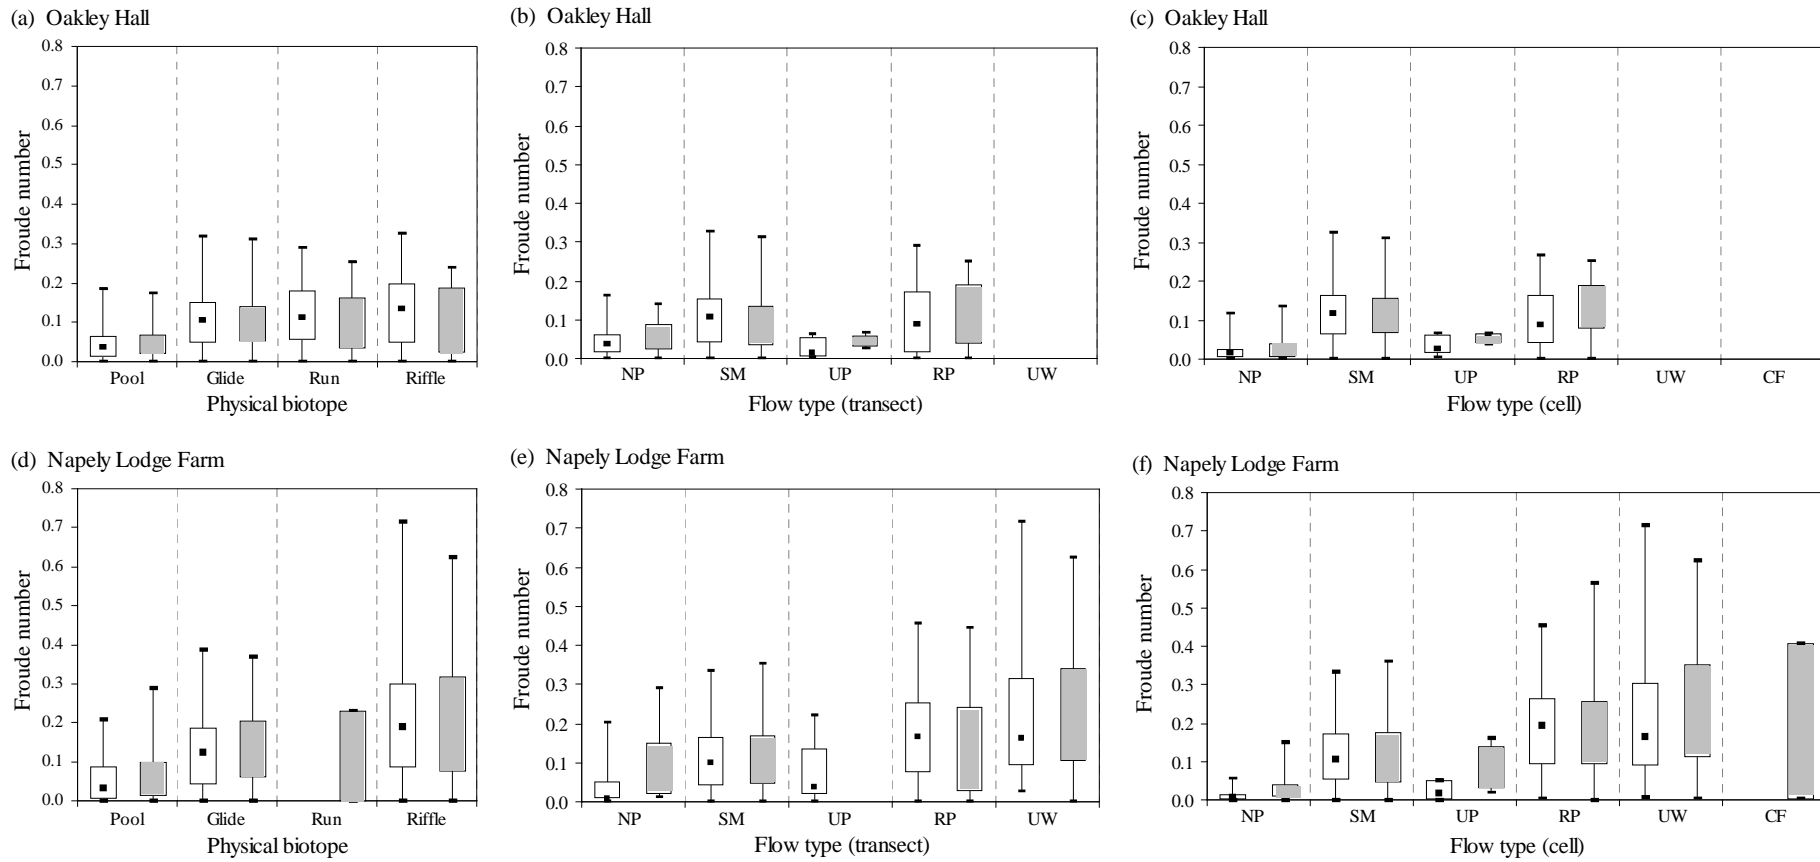 (a) Oakley Hall
0.8
0.7
0.6
0.5
0.4
0.3
0.2
0.1
0.0
Froude number
Pool Glide Run Riffle
Physical biotope
(b) Oakley Hall
0.8
0.7
0.6
0.5
0.4
0.3
0.2
0.1
0.0
Froude number
NP SM UP RP UW
Flow type (transect)
(c) Oakley Hall
0.8
0.7
0.6
0.5
0.4
0.3
0.2
0.1
0.0
Froude number
NP SM UP RP UW CF
Flow type (cell)
(d) Napely Lodge Farm
0.8
0.7
0.6
0.5
0.4
0.3
0.2
0.1
0.0
Froude number
Pool Glide Run Riffle
Physical biotope
(e) Napely Lodge Farm
0.8
0.7
0.6
0.5
0.4
0.3
0.2
0.1
0.0
Froude number
NP SM UP RP UW
Flow type (transect)
(f) Napely Lodge Farm
0.8
0.7
0.6
0.5
0.4
0.3
0.2
0.1
0.0
Froude number
NP SM UP RP UW CF
Flow type (cell)